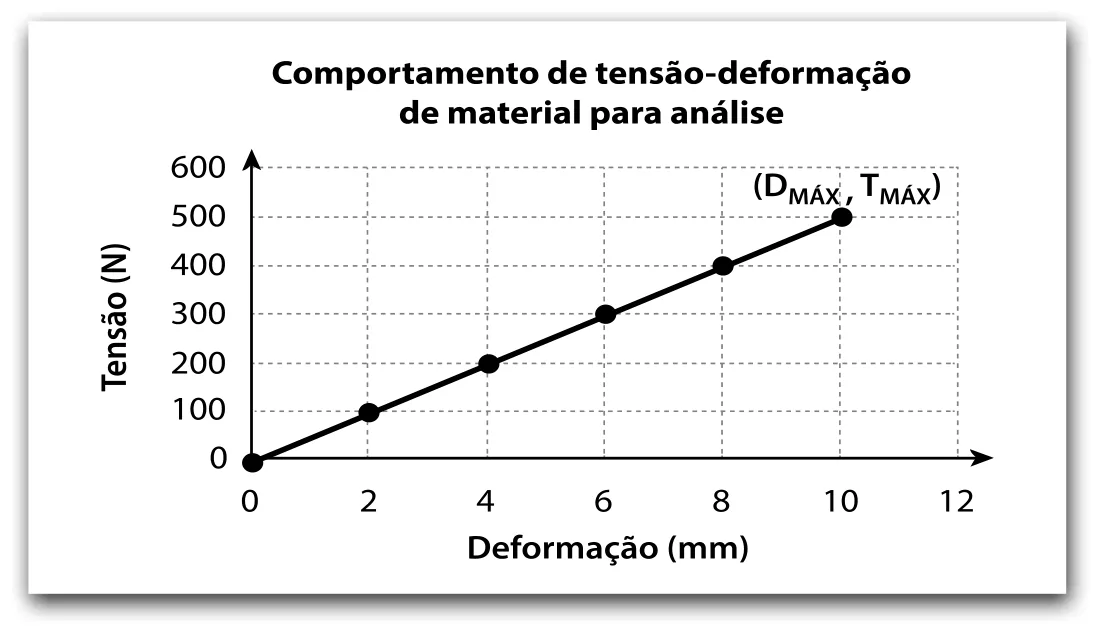 Comportamento de tensão-deformação
de material para análise
600
(DMÁX , TMÁX)
500
400
300
200
100
0
Tensão (N)
0 2 4 6 8 10 12
Deformação (mm)